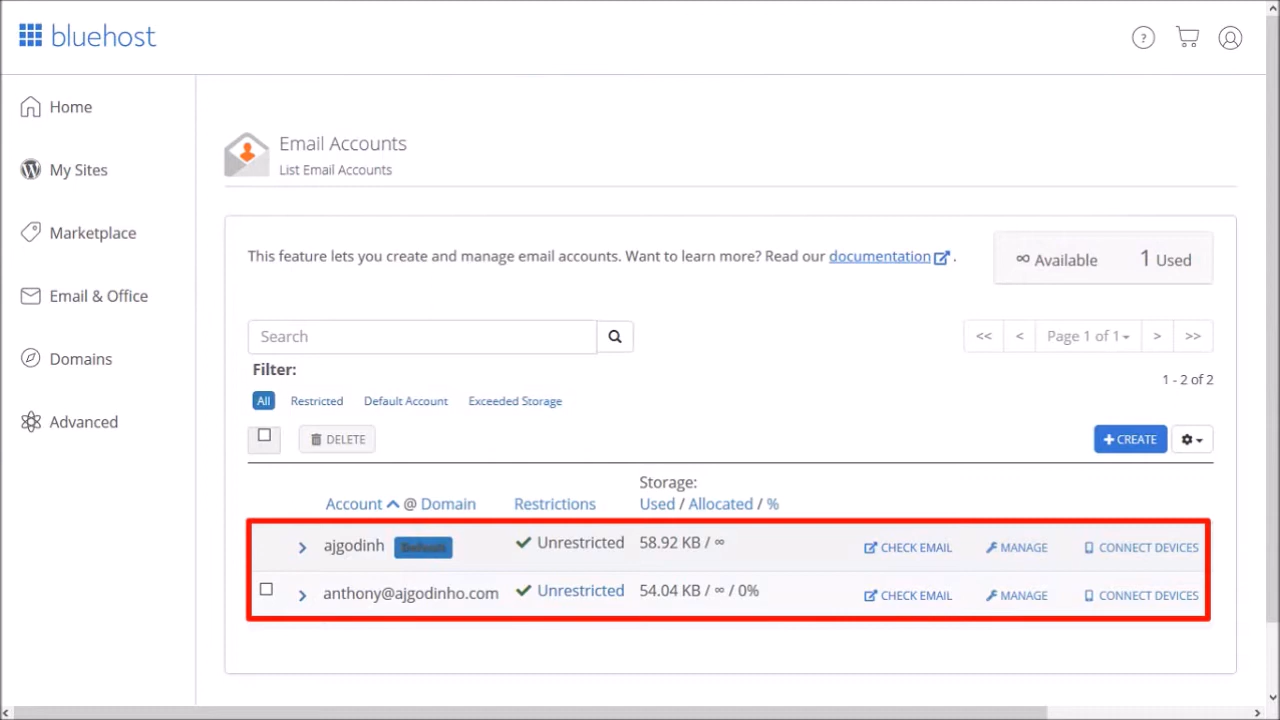 bluehost
?
Home
My Sites
Marketplace
Email & Office
Domains
Advanced
Email Accounts
List Email Accounts
This feature lets you create and manage email accounts. Want to learn more? Read our documentation .
∞ Available 1 Used
Search
<< < Page 1 of 1 > >>
Filter:
1 - 2 of 2
All Restricted Default Account Exceeded Storage
DELETE
+ CREATE
Storage:
Account @ Domain Restrictions Used / Allocated / %
ajgodinh Unrestricted 58.92 KB / ∞ CHECK EMAIL MANAGE CONNECT DEVICES
anthony@ajgodinho.com Unrestricted 54.04 KB / ∞ / 0% CHECK EMAIL MANAGE CONNECT DEVICES